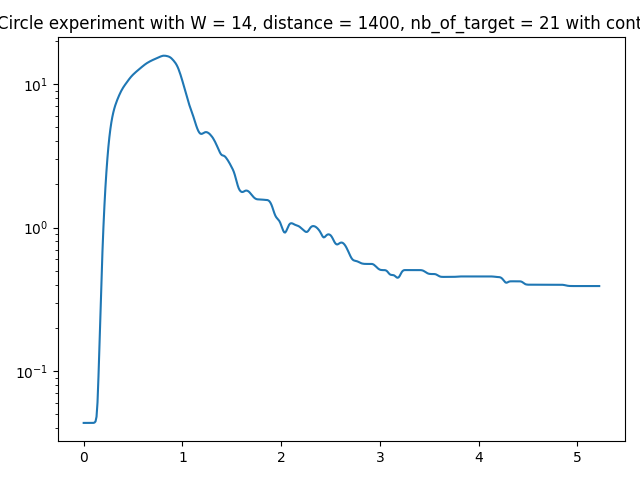 Circle experiment with W = 14, distance = 1400, nb_of_target = 21 with cont
10¹
10⁰
10⁻¹
0 1 2 3 4 5